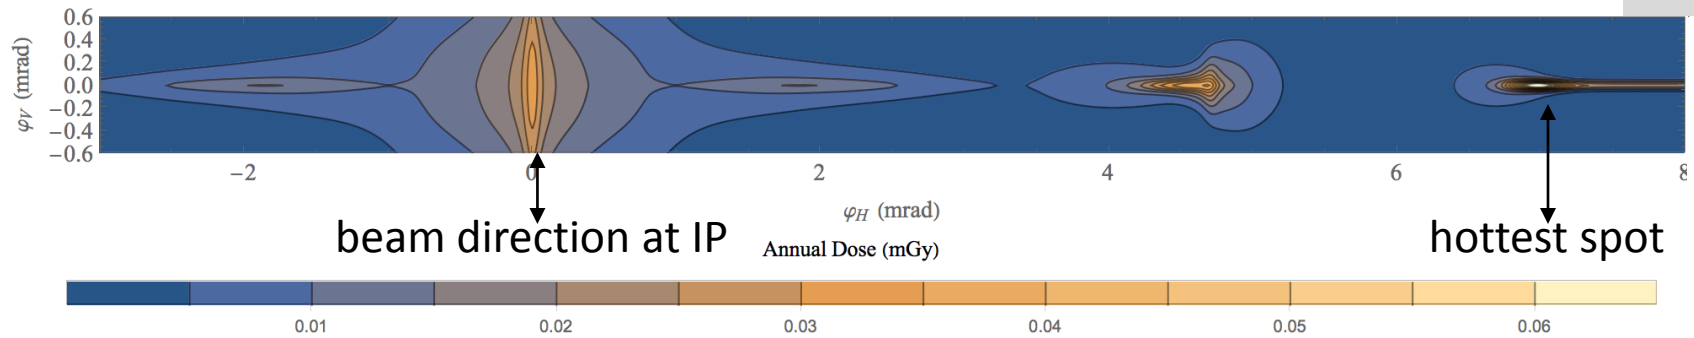 0.6
0.4
0.2
0.0
−0.2
−0.4
−0.6
φV (mrad)
−2 0 2 4 6 8
φH (mrad)
beam direction at IP
hottest spot
Annual Dose (mGy)
0.01 0.02 0.03 0.04 0.05 0.06